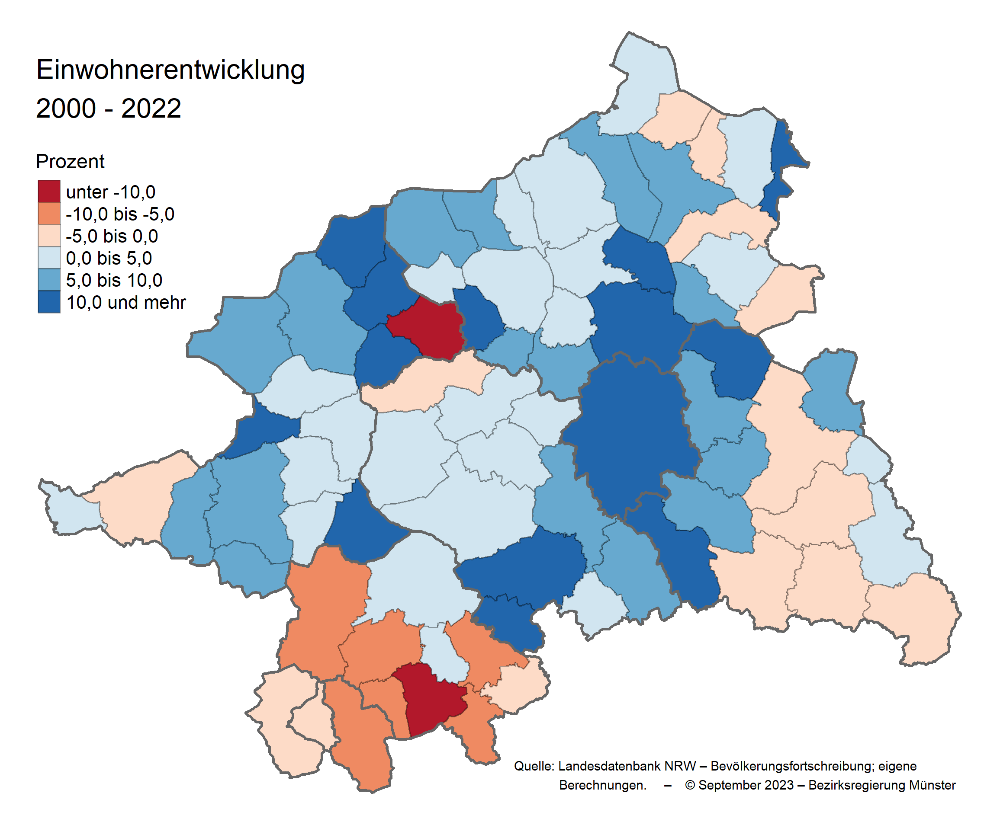 Einwohnerentwicklung
2000 - 2022
Prozent
unter -10,0
-10,0 bis -5,0
-5,0 bis 0,0
0,0 bis 5,0
5,0 bis 10,0
10,0 und mehr
Quelle: Landesdatenbank NRW – Bevölkerungsfortschreibung; eigene
Berechnungen. – © September 2023 – Bezirksregierung Münster